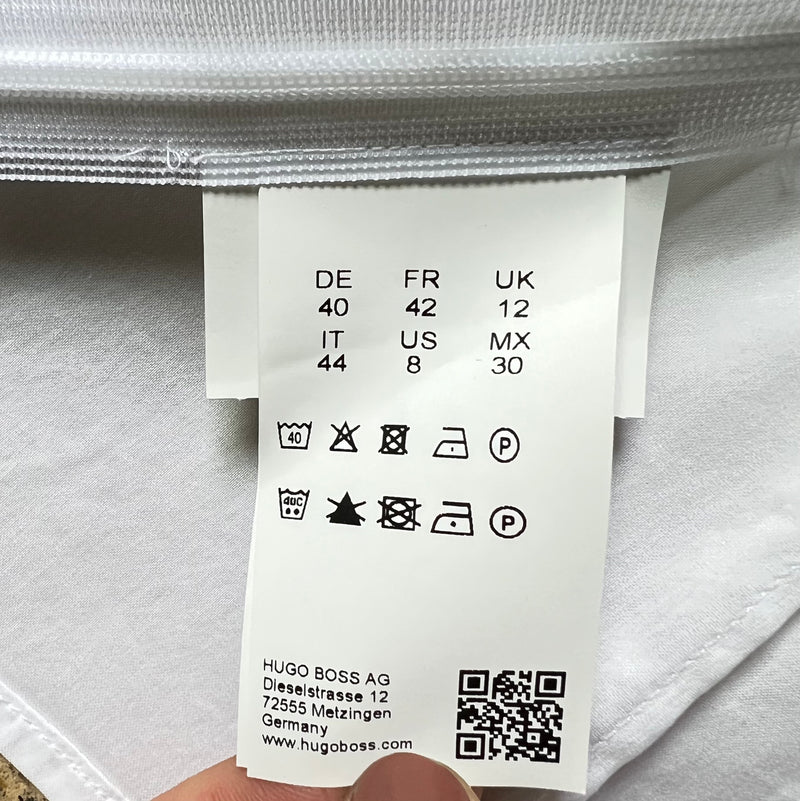 DE FR UK
40 42 12
IT US MX
44 8 30
40 P
40C P
HUGO BOSS AG
Dieselstrasse 12
72555 Metzingen
Germany
www.hugoboss.com